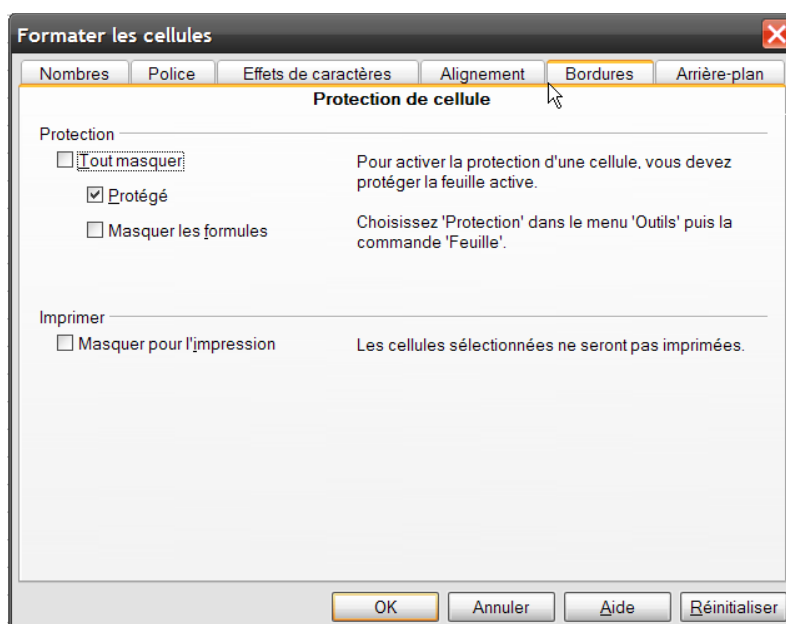 Formater les cellules
Nombres Police Effets de caractères Alignement Bordures Arrière-plan
Protection de cellule
Protection
Tout masquer
Protégé
Masquer les formules
Pour activer la protection d'une cellule, vous devez
protéger la feuille active.
Choisissez 'Protection' dans le menu 'Outils' puis la
commande 'Feuille'.
Imprimer
Masquer pour l'impression
Les cellules sélectionnées ne seront pas imprimées.
OK Annuler Aide Réinitialiser